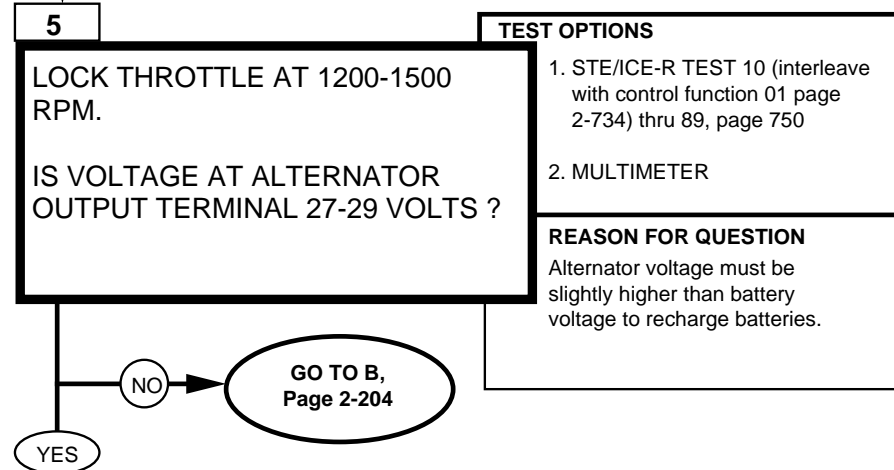 5
LOCK THROTTLE AT 1200-1500
RPM.
IS VOLTAGE AT ALTERNATOR
OUTPUT TERMINAL 27-29 VOLTS ?
TEST OPTIONS
1. STE/ICE-R TEST 10 (interleave
with control function 01 page
2-734) thru 89, page 750
2. MULTIMETER
REASON FOR QUESTION
Alternator voltage must be
slightly higher than battery
voltage to recharge batteries.
NO
GO TO B,
Page 2-204
YES